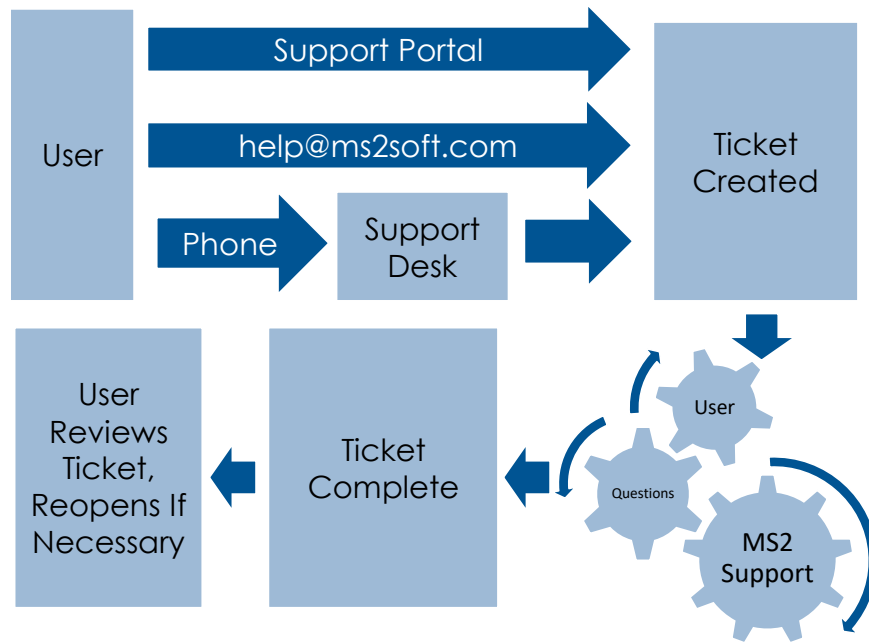 User
Support Portal
help@ms2soft.com
Phone
Support
Desk
Ticket
Created
User
Questions
MS2
Support
Ticket
Complete
User
Reviews
Ticket,
Reopens If
Necessary